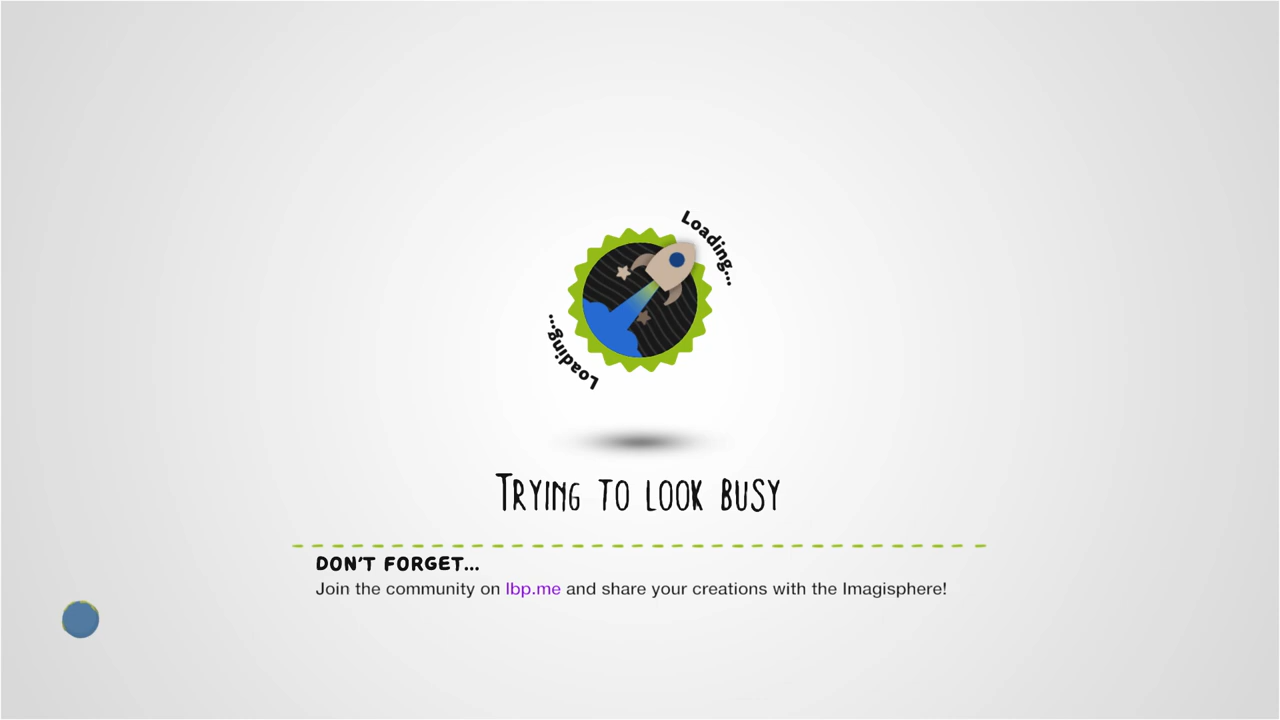 Loading...
Loading...
Trying to look busy
DON'T FORGET...
Join the community on lbp.me and share your creations with the Imagisphere!